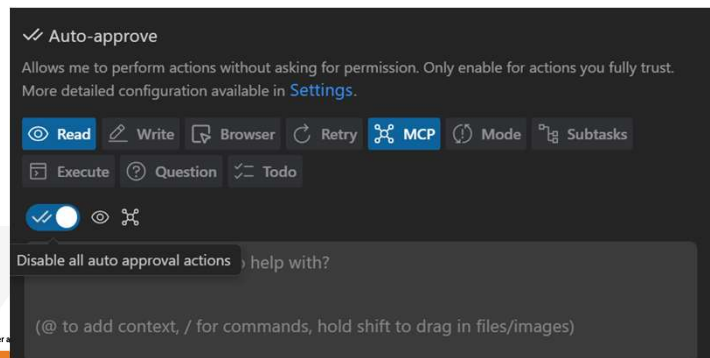 Auto-approve
Allows me to perform actions without asking for permission. Only enable for actions you fully trust.
More detailed configuration available in Settings.
Read Write Browser Retry MCP Mode Subtasks
Execute Question Todo
Disable all auto approval actions help with?
(@ to add context, / for commands, hold shift to drag in files/images)